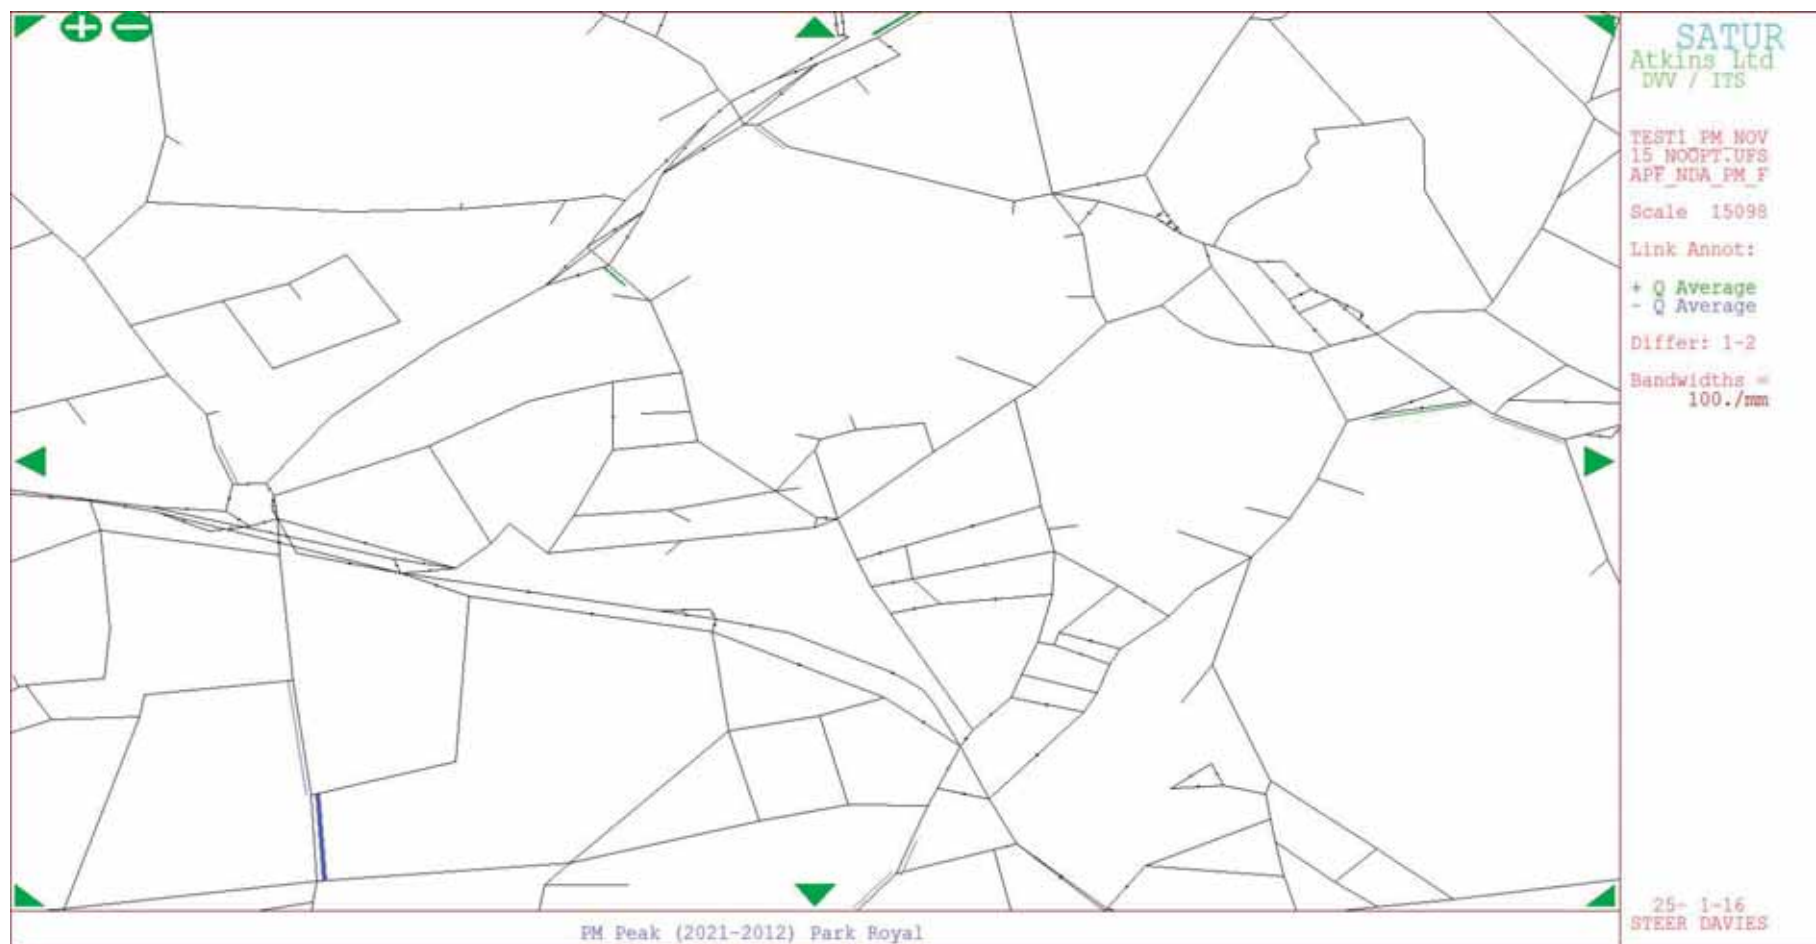 SATUR
Atkins Ltd
DVV / ITS
TEST1_PM_NOV
15_NOOPT.UFS
APF_NDA_PM_F
Scale 15098
Link Annot:
+ Q Average
- Q Average
Differ: 1-2
Bandwidths =
100./mm
25- 1-16
STEER DAVIES
PM Peak (2021-2012) Park Royal